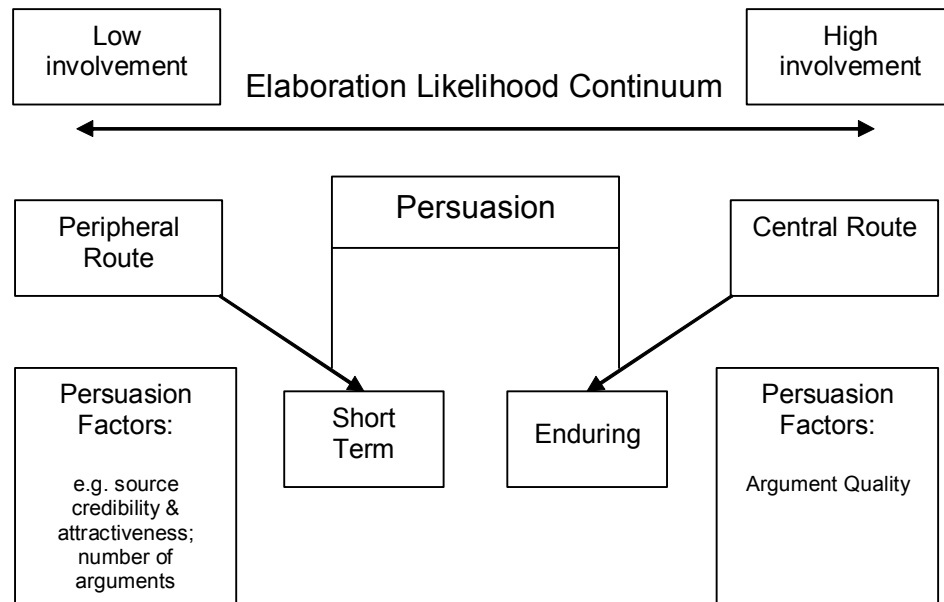 Low
involvement
High
involvement
Elaboration Likelihood Continuum
Peripheral
Route
Persuasion
Central Route
Persuasion
Factors:
e.g. source
credibility &
attractiveness;
number of
arguments
Short
Term
Enduring
Persuasion
Factors:
Argument Quality